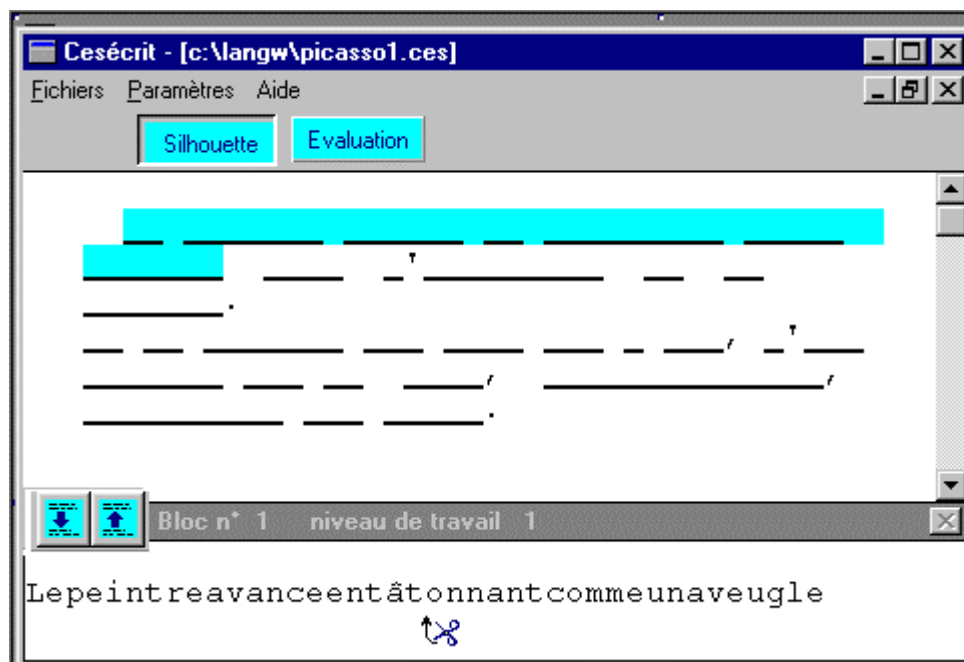 Cesécrit - [c:\langw\picasso1.ces]
Fichiers Paramètres Aide
Silhouette Evaluation
Bloc n° 1 niveau de travail 1
Lepeintreavanceentâtonnantcommeunaveugle